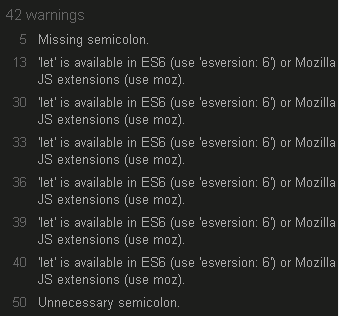 42 warnings
5 Missing semicolon.
13 'let' is available in ES6 (use 'esversion: 6') or Mozilla
JS extensions (use moz).
30 'let' is available in ES6 (use 'esversion: 6') or Mozilla
JS extensions (use moz).
33 'let' is available in ES6 (use 'esversion: 6') or Mozilla
JS extensions (use moz).
36 'let' is available in ES6 (use 'esversion: 6') or Mozilla
JS extensions (use moz).
39 'let' is available in ES6 (use 'esversion: 6') or Mozilla
JS extensions (use moz).
40 'let' is available in ES6 (use 'esversion: 6') or Mozilla
JS extensions (use moz).
50 Unnecessary semicolon.